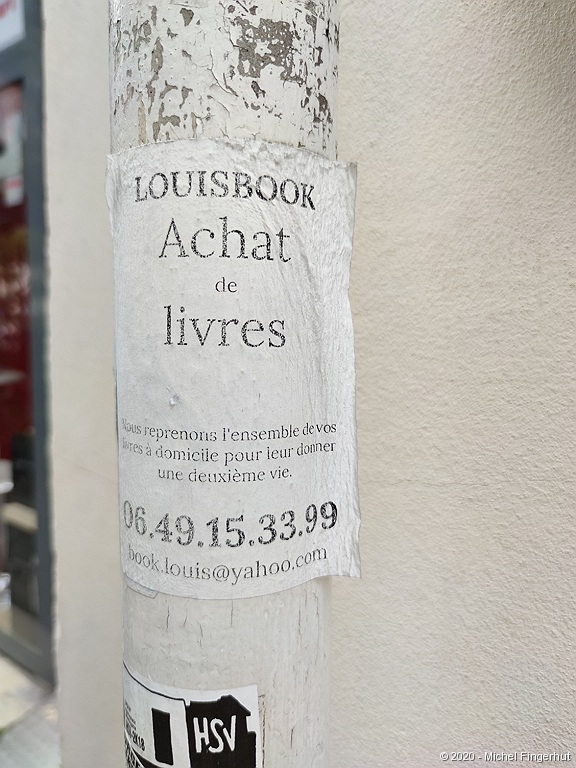 LOUISBOOK
Achat
de
livres
Nous reprenons l'ensemble de vos
livres à domicile pour leur donner
une deuxième vie.
06.49.15.33.99
book.louis@yahoo.com
HSV
© 2020 - Michel Fingerhut